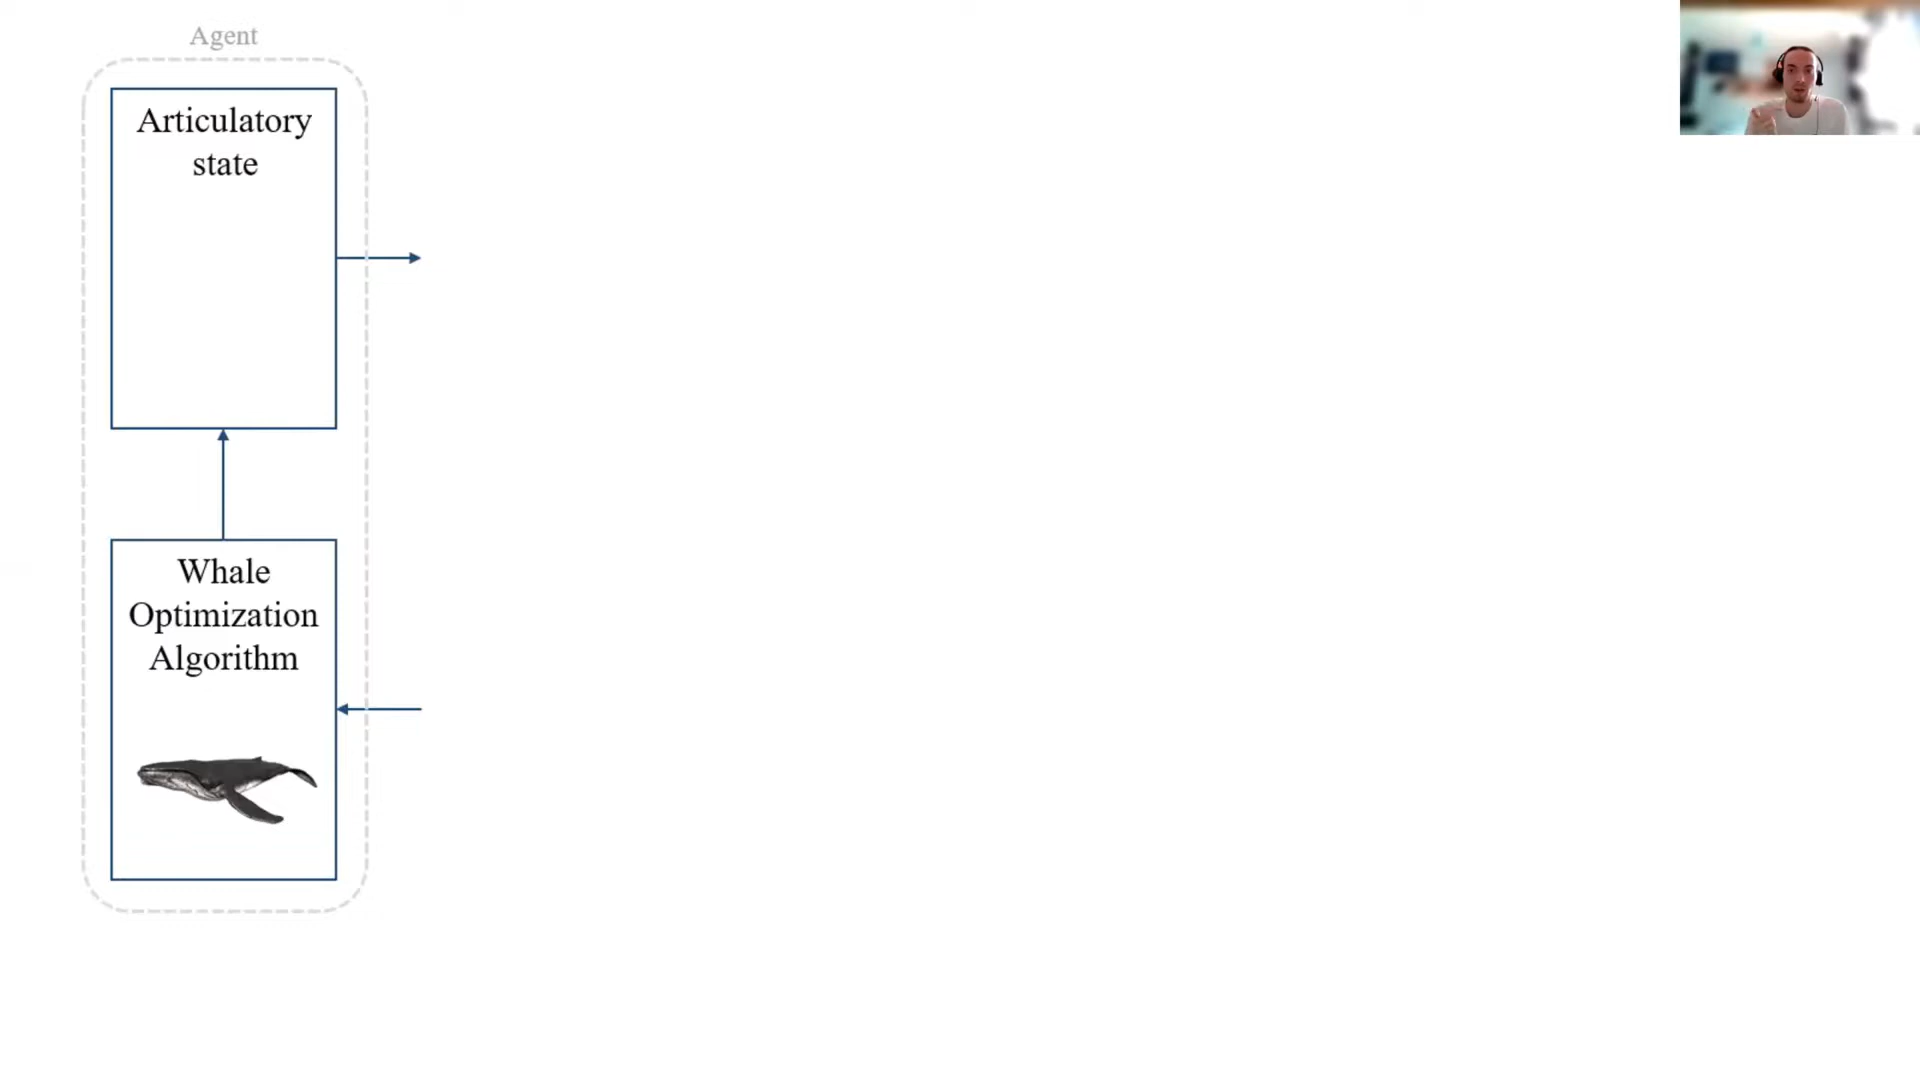 Agent
Articulatory
state
Whale
Optimization
Algorithm